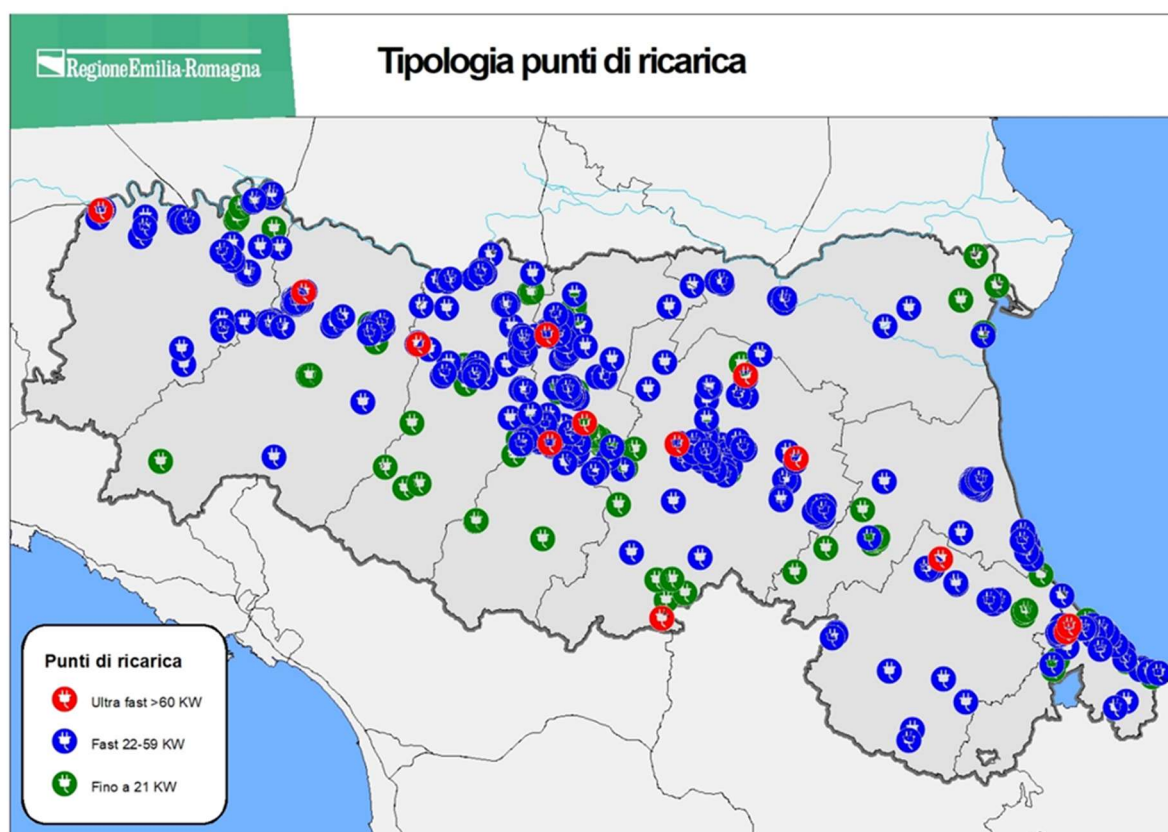 RegioneEmilia-Romagna
Tipologia punti di ricarica
Punti di ricarica
Ultra fast >60 KW
Fast 22-59 KW
Fino a 21 KW